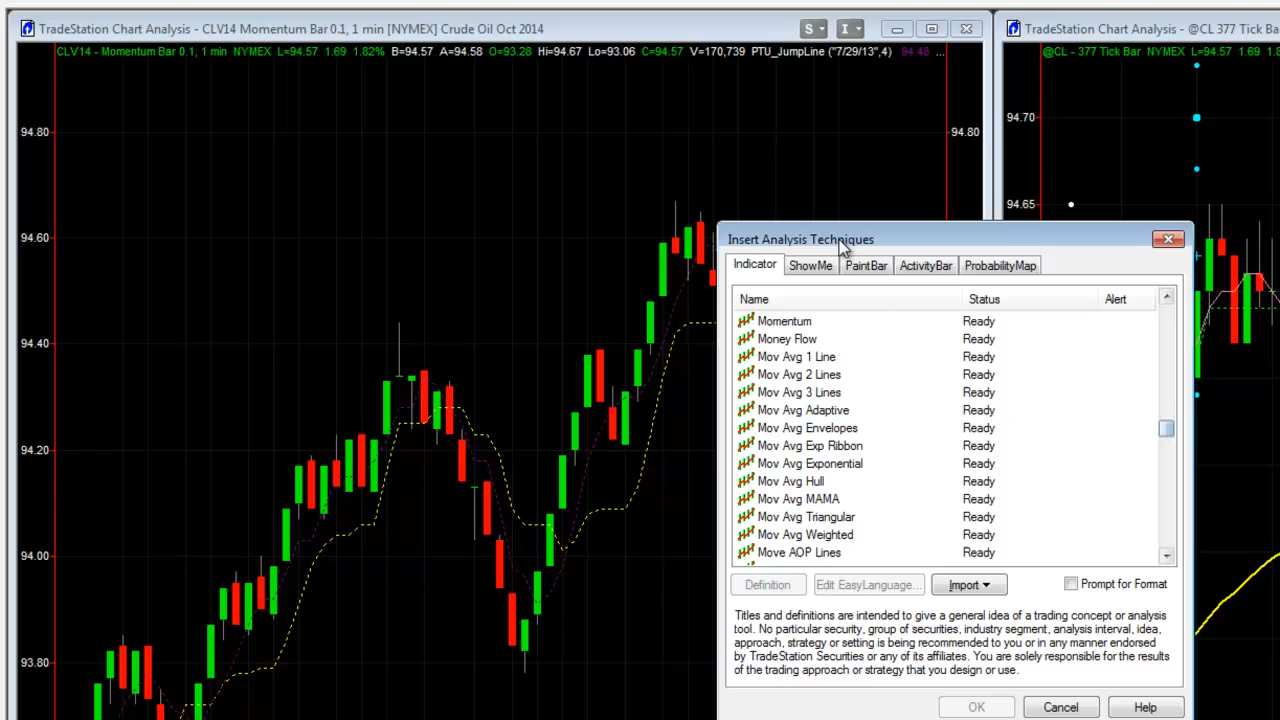 TradeStation Chart Analysis - CLV14 Momentum Bar 0.1, 1 min [NYMEX] Crude Oil Oct 2014
S
I
TradeStation Chart Analysis - @CL 377 Tick Bar
CLV14 - Momentum Bar 0.1, 1 min NYMEX L=94.57 1.69 1.82% B=94.57 A=94.58 O=93.28 Hi=94.67 Lo=93.06 C=94.57 V=170,739 PTU_JumpLine ("7/29/13",4) 94.48 ...
@CL - 377 Tick Bar NYMEX L=94.57 1.69 1.8
94.80
94.60
94.40
94.20
94.00
93.80
94.80
94.70
94.65
Insert Analysis Techniques
Indicator ShowMe PaintBar ActivityBar ProbabilityMap
Name Status Alert
Momentum Ready
Money Flow Ready
Mov Avg 1 Line Ready
Mov Avg 2 Lines Ready
Mov Avg 3 Lines Ready
Mov Avg Adaptive Ready
Mov Avg Envelopes Ready
Mov Avg Exp Ribbon Ready
Mov Avg Exponential Ready
Mov Avg Hull Ready
Mov Avg MAMA Ready
Mov Avg Triangular Ready
Mov Avg Weighted Ready
Move AOP Lines Ready
Definition Edit EasyLanguage... Import Prompt for Format
Titles and definitions are intended to give a general idea of a trading concept or analysis
tool. No particular security, group of securities, industry segment, analysis interval, idea,
approach, strategy or setting is being recommended to you or in any manner endorsed
by TradeStation Securities or any of its affiliates. You are solely responsible for the results
of the trading approach or strategy that you design or use.
OK Cancel Help